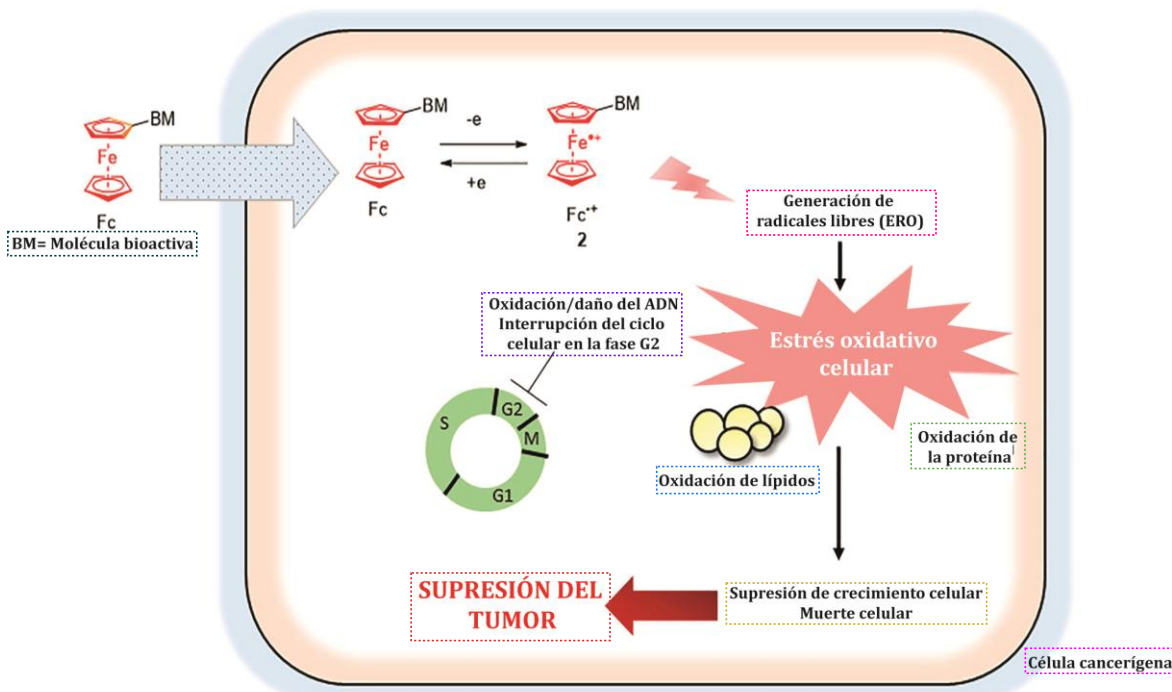 BM
Fe
Fc
BM= Molécula bioactiva
BM
Fe
Fc
-e
+e
BM
Fe•+
Fc•+
2
Generación de
radicales libres (ERO)
Estrés oxidativo
celular
Oxidación/daño del ADN
Interrupción del ciclo
celular en la fase G2
S
G2
M
G1
Oxidación de lípidos
Oxidación de
la proteína
Supresión de crecimiento celular
Muerte celular
SUPRESIÓN DEL
TUMOR
Célula cancerígena